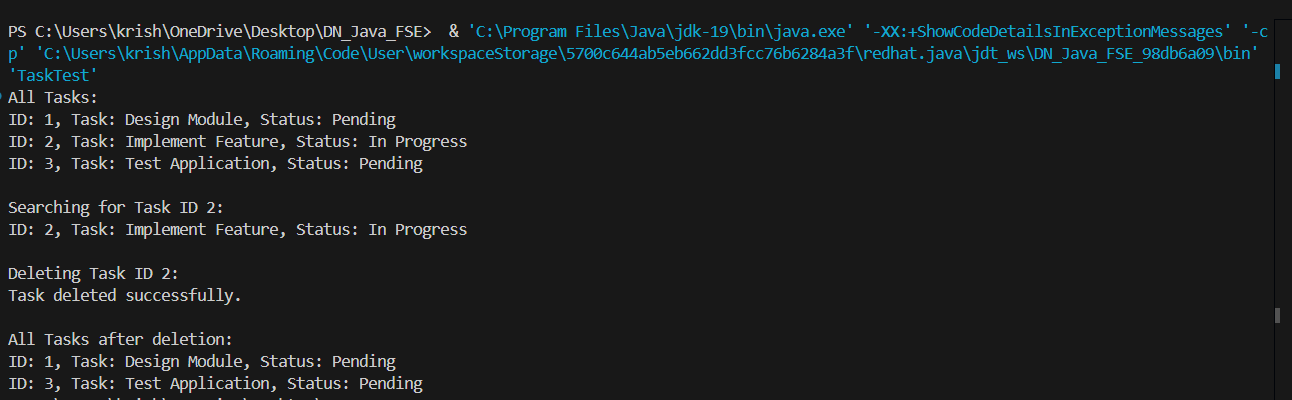 PS C:\Users\krish\OneDrive\Desktop\DN_Java_FSE>  & 'C:\Program Files\Java\jdk-19\bin\java.exe' '-XX:+ShowCodeDetailsInExceptionMessages' '-c
p' 'C:\Users\krish\AppData\Roaming\Code\User\workspaceStorage\5700c644ab5eb662dd3fcc76b6284a3f\redhat.java\jdt_ws\DN_Java_FSE_98db6a09\bin'
'TaskTest'
All Tasks:
ID: 1, Task: Design Module, Status: Pending
ID: 2, Task: Implement Feature, Status: In Progress
ID: 3, Task: Test Application, Status: Pending
Searching for Task ID 2:
ID: 2, Task: Implement Feature, Status: In Progress
Deleting Task ID 2:
Task deleted successfully.
All Tasks after deletion:
ID: 1, Task: Design Module, Status: Pending
ID: 3, Task: Test Application, Status: Pending